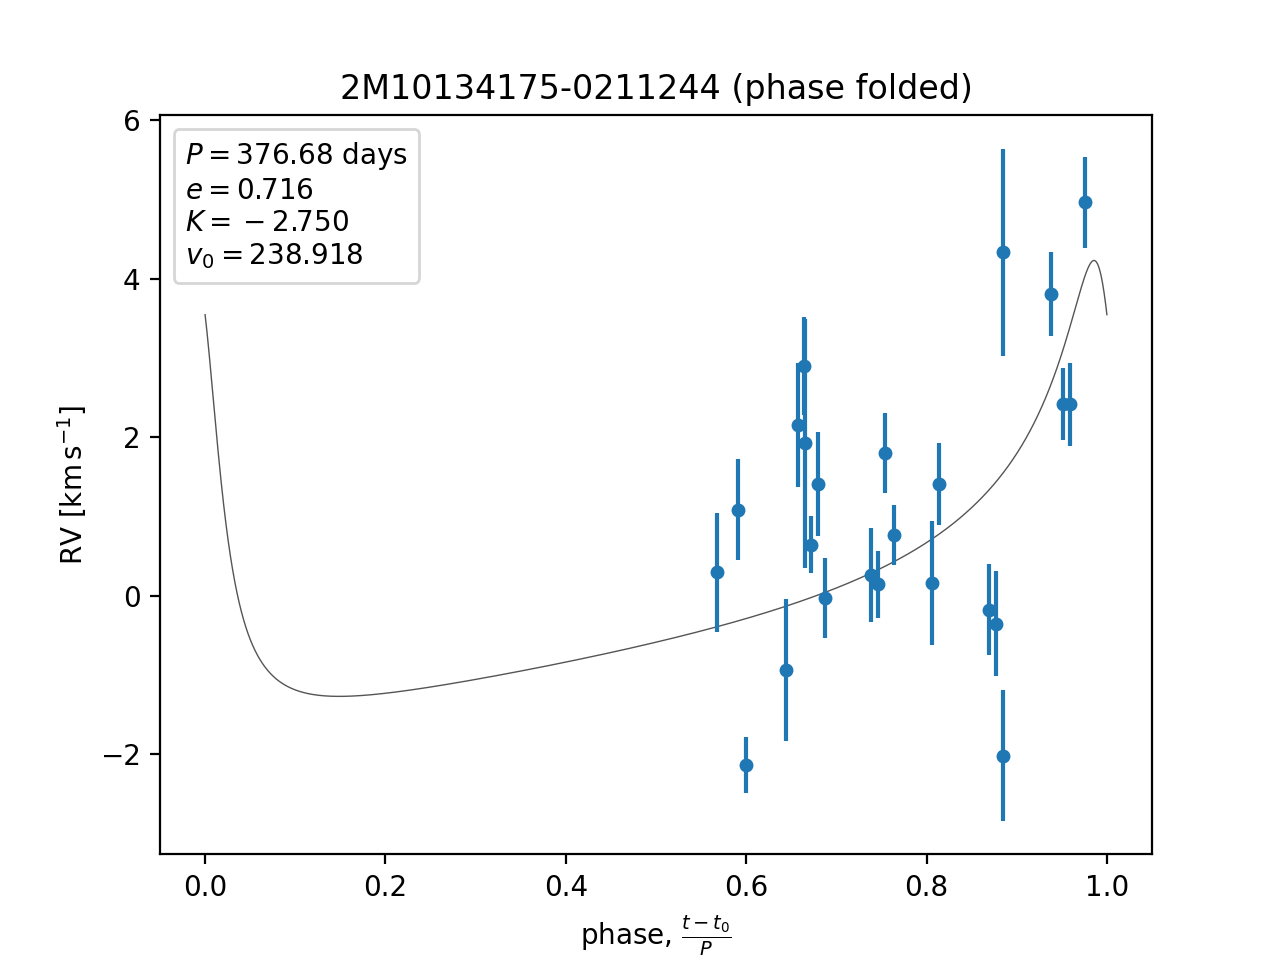 2M10134175-0211244 (phase folded)
P = 376.68 days
e = 0.716
K = −2.750
v₀ = 238.918
6
4
2
0
−2
RV [km s⁻¹]
0.0 0.2 0.4 0.6 0.8 1.0
phase, (t − t₀)/P